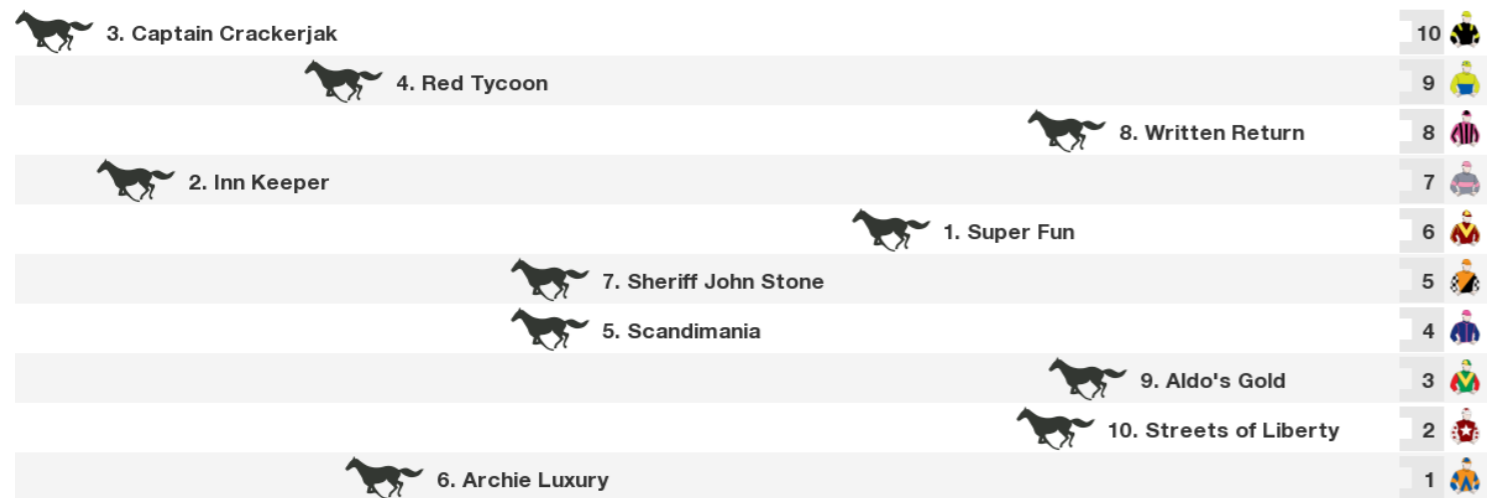 3. Captain Crackerjak 10
4. Red Tycoon 9
8. Written Return 8
2. Inn Keeper 7
1. Super Fun 6
7. Sheriff John Stone 5
5. Scandimania 4
9. Aldo's Gold 3
10. Streets of Liberty 2
6. Archie Luxury 1